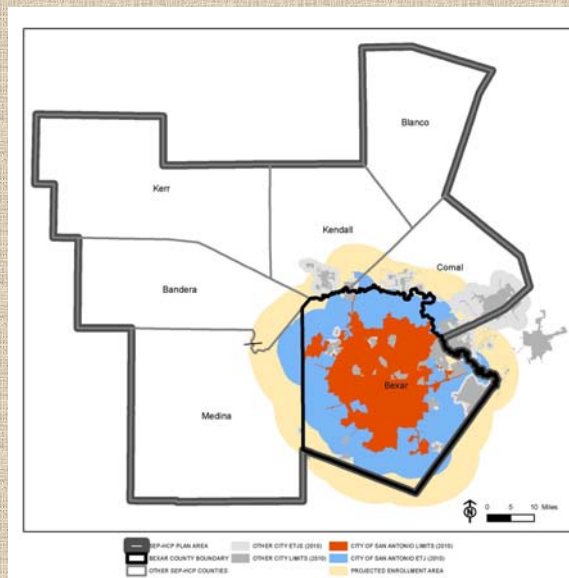 Blanco
Kerr
Kendall
Comal
Bandera
Bexar
Medina
N
0 5 10 Miles
SEP-HCP PLAN AREA
OTHER CITY ETJS (2010)
CITY OF SAN ANTONIO LIMITS (2010)
BEXAR COUNTY BOUNDARY
OTHER CITY LIMITS (2010)
CITY OF SAN ANTONIO ETJ (2010)
OTHER SEP-HCP COUNTIES
PROJECTED ENROLLMENT AREA